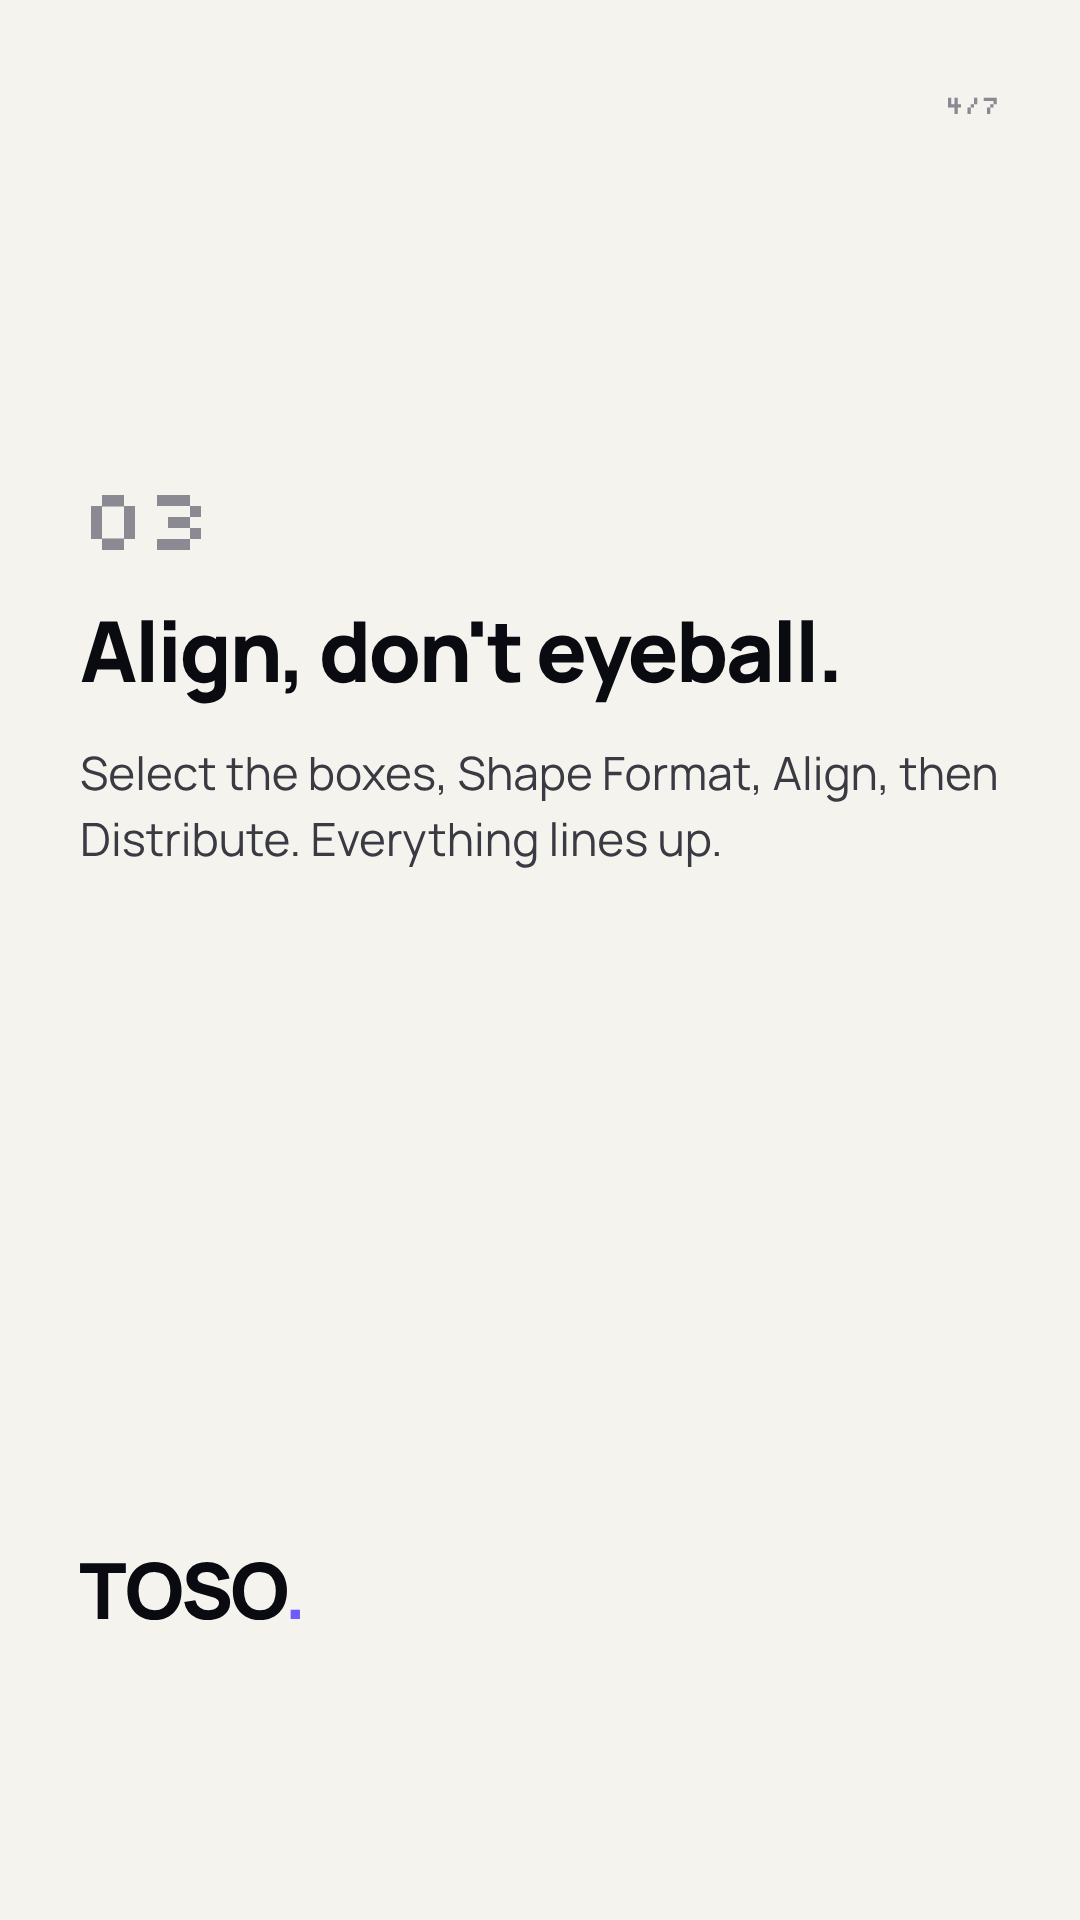 4/7
03
Align, don't eyeball.
Select the boxes, Shape Format, Align, then
Distribute. Everything lines up.
TOSO.